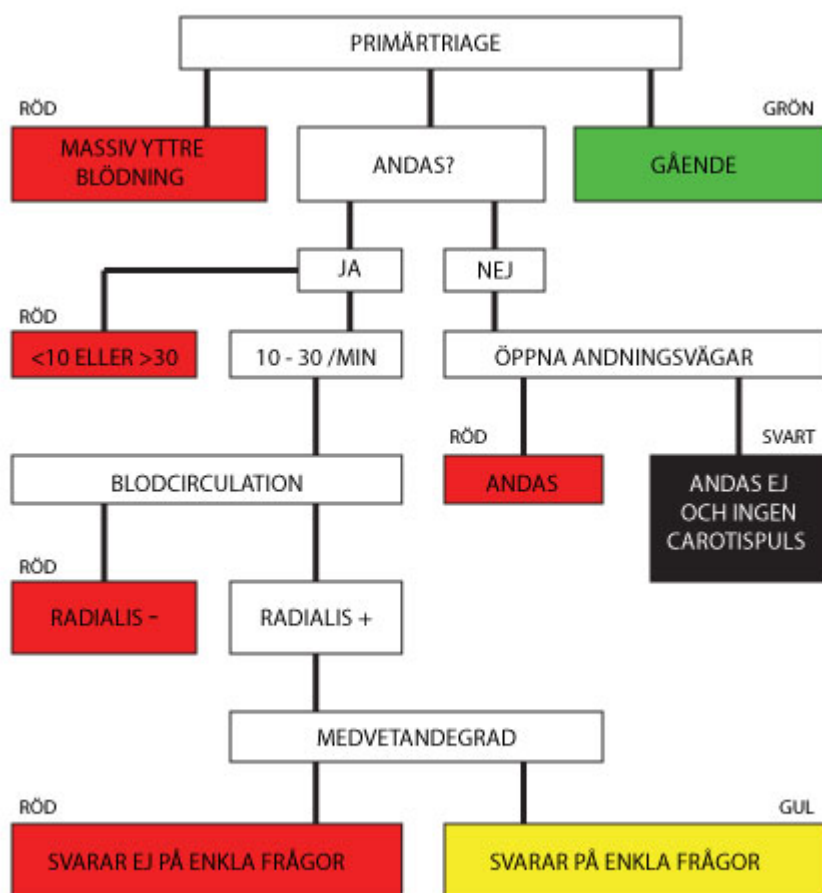 PRIMÄRTRIAGE
RÖD
GRÖN
MASSIV YTTRE
BLÖDNING
ANDAS?
GÅENDE
JA
NEJ
RÖD
<10 ELLER >30
10 - 30 /MIN
ÖPPNA ANDNINGSVÄGAR
RÖD
SVART
BLODCIRCULATION
ANDAS
ANDAS EJ
OCH INGEN
CAROTISPULS
RÖD
RADIALIS -
RADIALIS +
MEDVETANDEGRAD
RÖD
GUL
SVARAR EJ PÅ ENKLA FRÅGOR
SVARAR PÅ ENKLA FRÅGOR